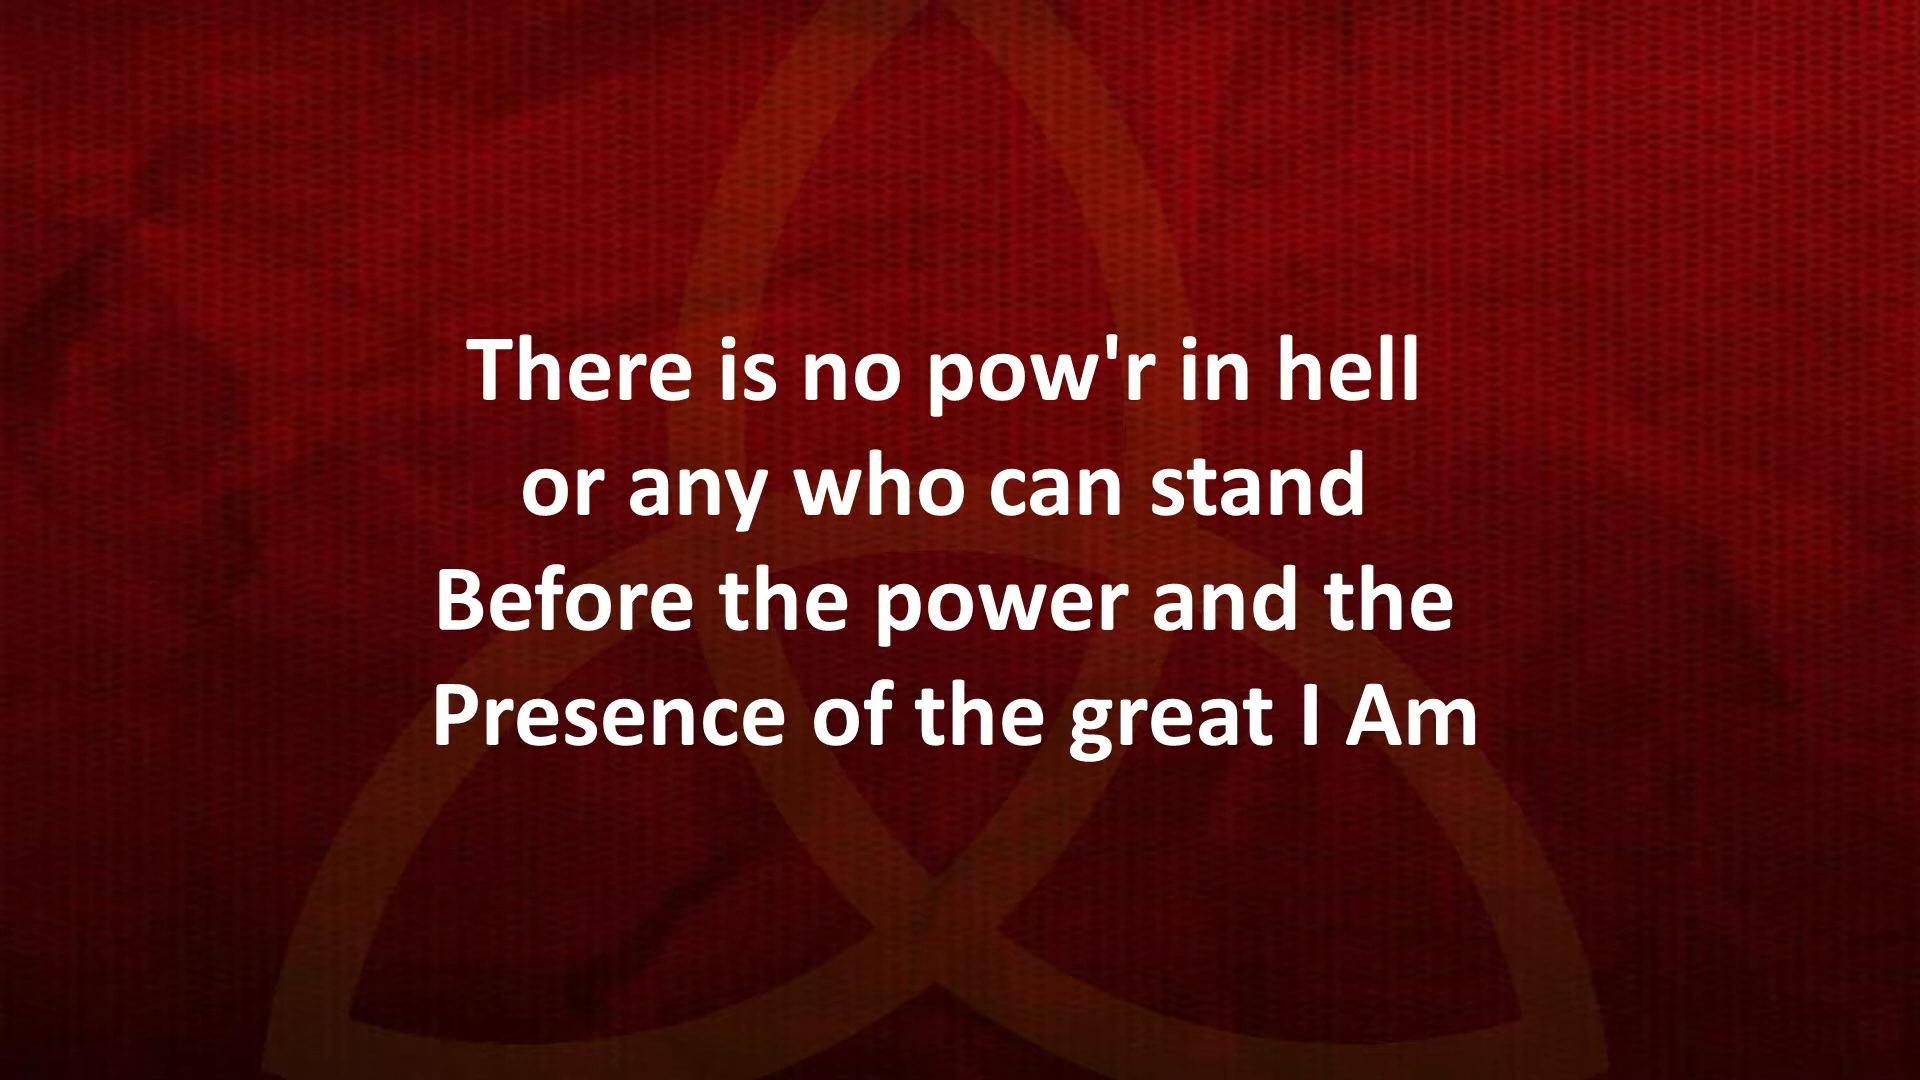 There is no pow'r in hell
or any who can stand
Before the power and the
Presence of the great I Am